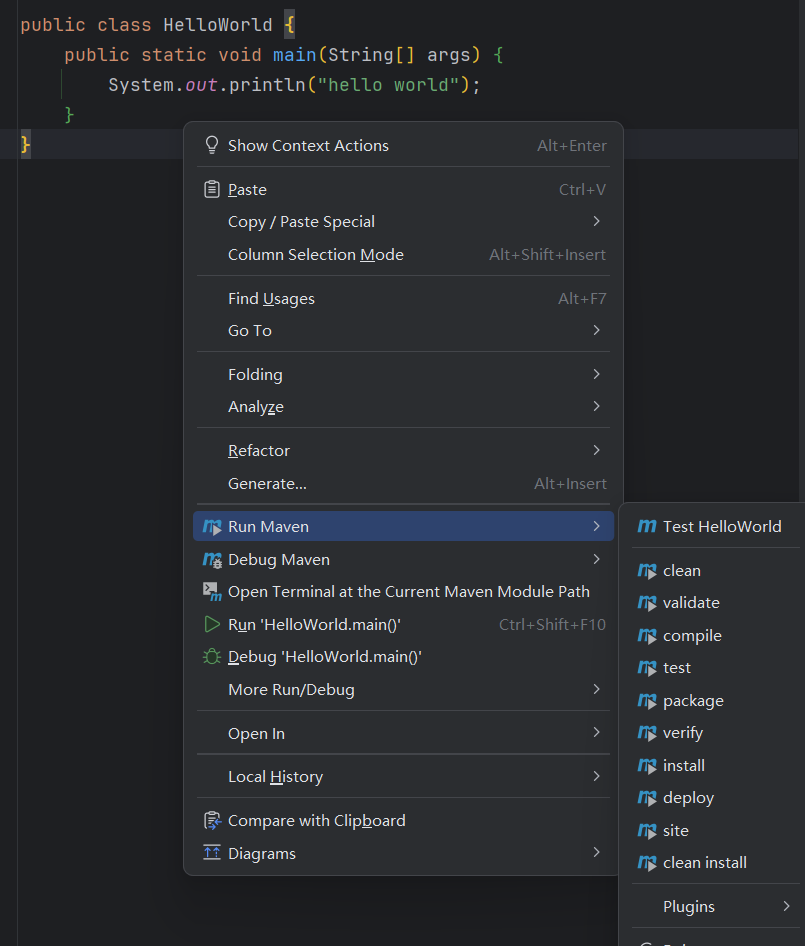 public class HelloWorld {
public static void main(String[] args) {
System.out.println("hello world");
}
}
Show Context Actions Alt+Enter
Paste Ctrl+V
Copy / Paste Special
Column Selection Mode Alt+Shift+Insert
Find Usages Alt+F7
Go To
Folding
Analyze
Refactor
Generate... Alt+Insert
Run Maven
Debug Maven
Open Terminal at the Current Maven Module Path
Run 'HelloWorld.main()' Ctrl+Shift+F10
Debug 'HelloWorld.main()'
More Run/Debug
Open In
Local History
Compare with Clipboard
Diagrams
Test HelloWorld
clean
validate
compile
test
package
verify
install
deploy
site
clean install
Plugins